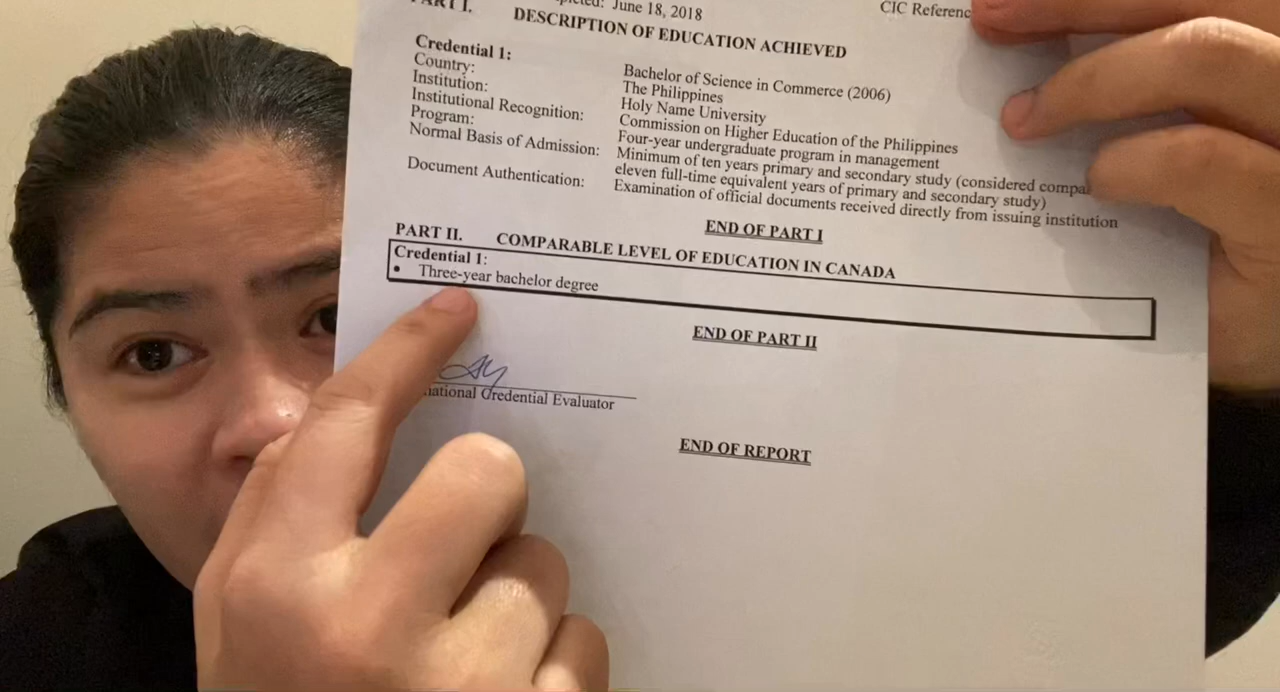 June 18, 2018
CIC
PART I. DESCRIPTION OF EDUCATION ACHIEVED
Credential 1: Bachelor of Science in Commerce (2006)
Country: The Philippines
Institution: Holy Name University
Institutional Recognition: Commission on Higher Education of the Philippines
Program: Four-year undergraduate program in management
Normal Basis of Admission: Minimum of ten years primary and secondary study (considered
eleven full-time equivalent years of primary and secondary study)
Document Authentication: Examination of official documents received directly from issuing institution
END OF PART I
PART II. COMPARABLE LEVEL OF EDUCATION IN CANADA
Credential 1:
• Three-year bachelor degree
END OF PART II
Credential Evaluator
END OF REPORT